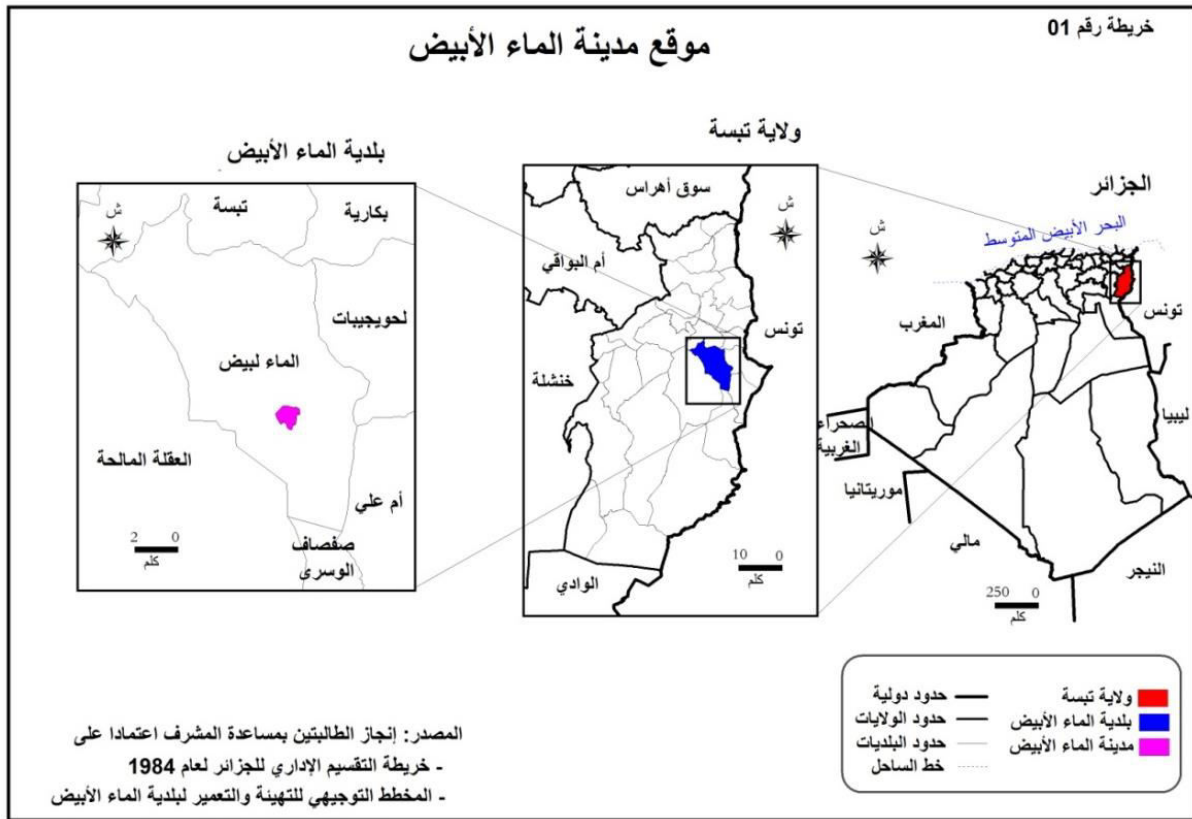 خريطة رقم 01
موقع مدينة الماء الأبيض
الجزائر
البحر الأبيض المتوسط
ش
تونس
المغرب
ليبيا
الصحراء
الغربية
موريتانيا
مالي
النيجر
250 0
كلم
ولاية تبسة
سوق أهراس
ش
أم البواقي
تونس
خنشلة
الوادي
10 0
كلم
بلدية الماء الأبيض
ش
تبسة
بكارية
لحويجيبات
الماء لبيض
العقلة المالحة
أم علي
صفصاف
الوسرى
2 0
كلم
ولاية تبسة
بلدية الماء الأبيض
مدينة الماء الأبيض
حدود دولية
حدود الولايات
حدود البلديات
خط الساحل
المصدر: إنجاز الطالبتين بمساعدة المشرف اعتمادا على
- خريطة التقسيم الإداري للجزائر لعام 1984
- المخطط التوجيهي للتهيئة والتعمير لبلدية الماء الأبيض